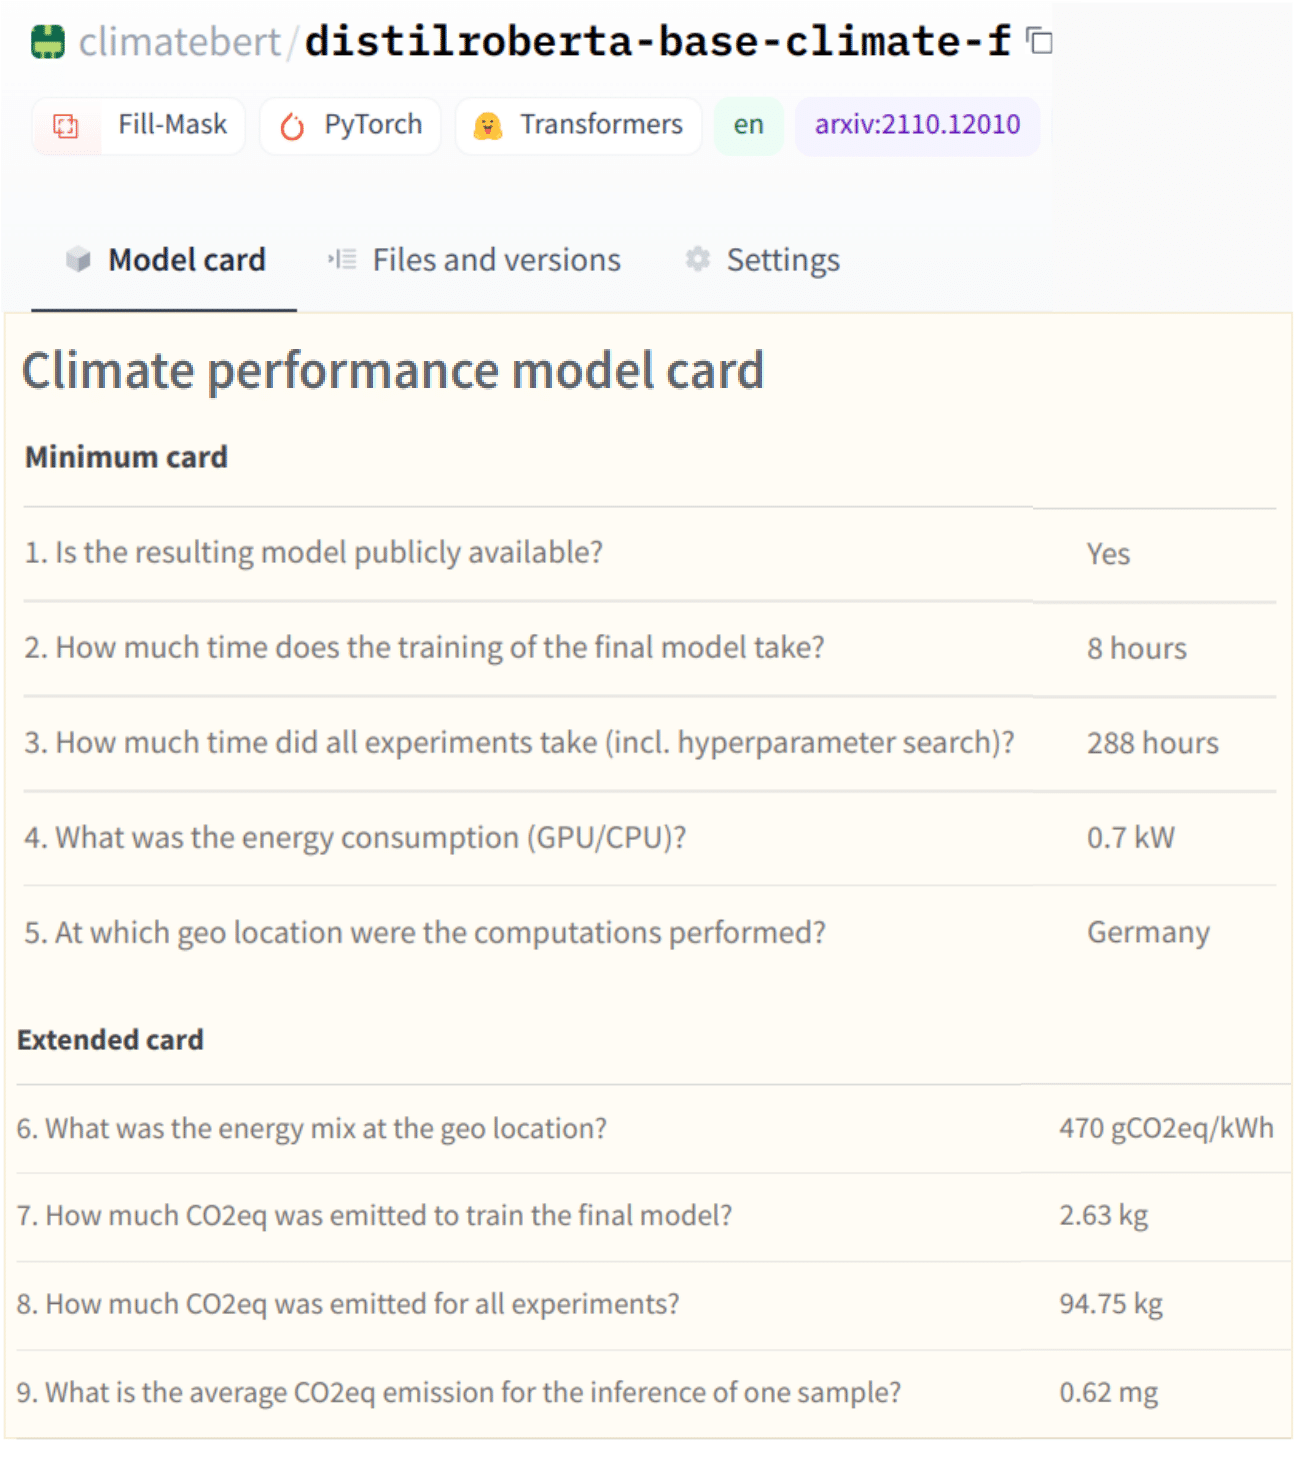 climatebert/distilroberta-base-climate-f
Fill-Mask PyTorch Transformers en arxiv:2110.12010
Model card Files and versions Settings
Climate performance model card
Minimum card
1. Is the resulting model publicly available? Yes
2. How much time does the training of the final model take? 8 hours
3. How much time did all experiments take (incl. hyperparameter search)? 288 hours
4. What was the energy consumption (GPU/CPU)? 0.7 kW
5. At which geo location were the computations performed? Germany
Extended card
6. What was the energy mix at the geo location? 470 gCO2eq/kWh
7. How much CO2eq was emitted to train the final model? 2.63 kg
8. How much CO2eq was emitted for all experiments? 94.75 kg
9. What is the average CO2eq emission for the inference of one sample? 0.62 mg